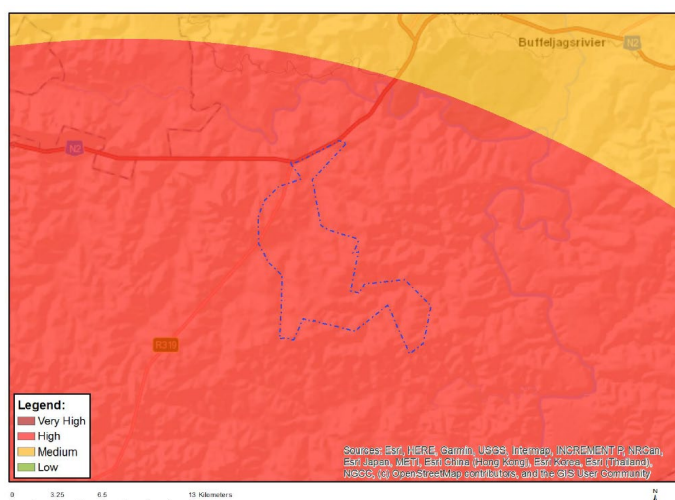 Buffeljagsrivier
N2
N2
R319
Legend:
Very High
High
Medium
Low
Sources: Esri, HERE, Garmin, USGS, Intermap, INCREMENT P, NRCan,
Esri Japan, METI, Esri China (Hong Kong), Esri Korea, Esri (Thailand),
NGCC, (c) OpenStreetMap contributors, and the GIS User Community
0 3.25 6.5 13 Kilometers
N